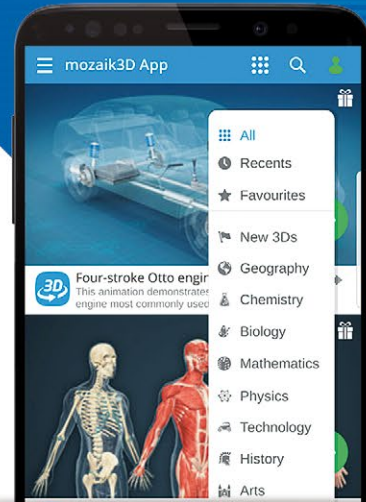 mozaik3D App
All
Recents
Favourites
New 3Ds
Geography
Chemistry
Biology
Mathematics
Physics
Technology
History
Arts
3D
Four-stroke Otto engin
This animation demonstrates
engine most commonly used